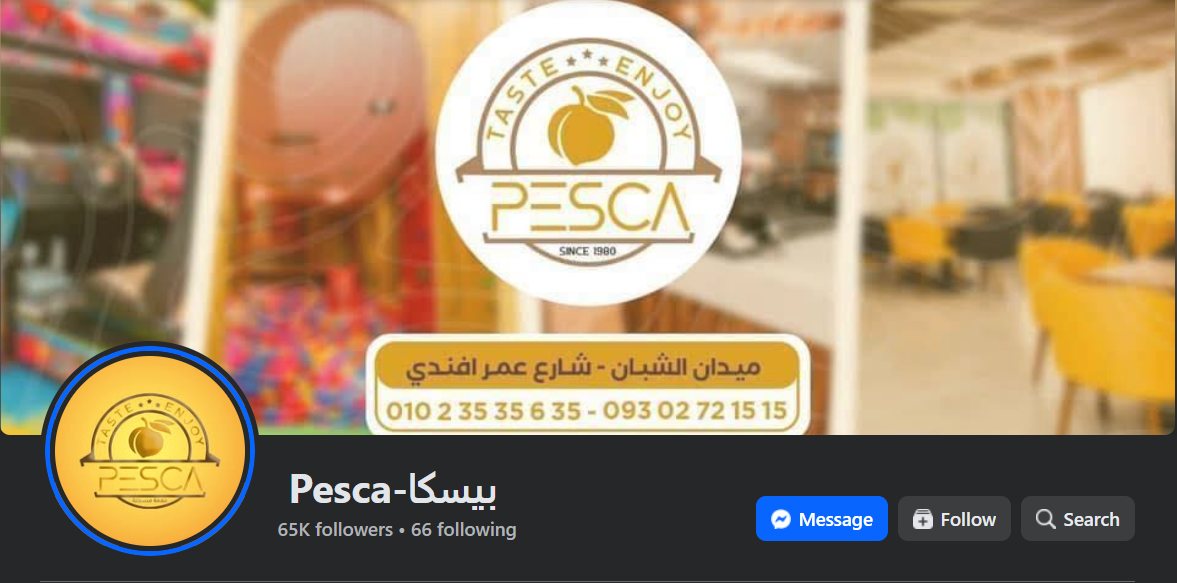 TASTE ENJOY
PESCA
SINCE 1980
ميدان الشبان - شارع عمر افندي
010 2 35 35 6 35 - 093 02 72 15 15
TASTE ENJOY
PESCA
Pesca-بيسكا
65K followers • 66 following
Message
Follow
Search